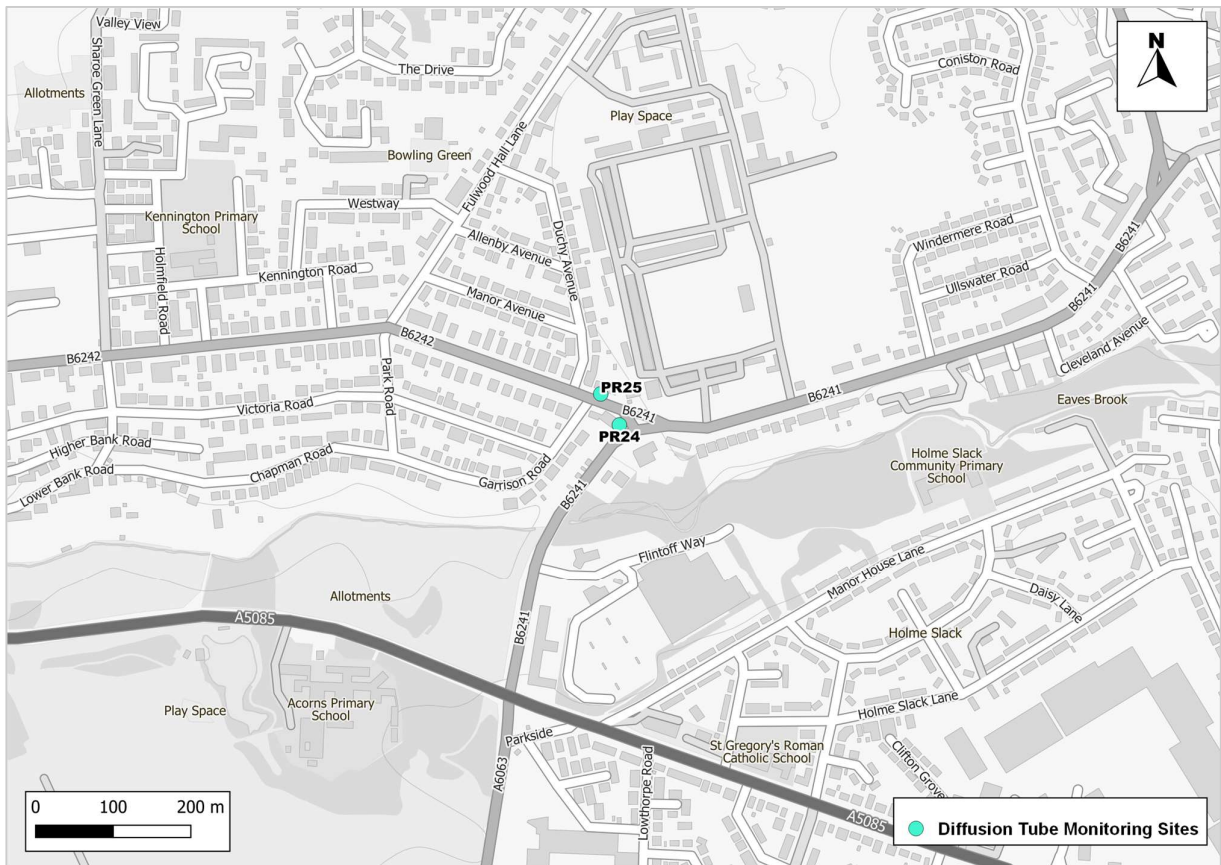 Valley View
Sharoe Green Lane
The Drive
Coniston Road
N
Allotments
Play Space
Fulwood Hall Lane
Bowling Green
Westway
Kennington Primary
School
Duchy Avenue
Allenby Avenue
Windermere Road
B6241
Holmfield Road
Kennington Road
Ullswater Road
Manor Avenue
B6241
B6242
B6242
Cleveland Avenue
Park Road
PR25
B6241
B6241
Victoria Road
Eaves Brook
PR24
Higher Bank Road
Holme Slack
Community Primary
School
Chapman Road
Lower Bank Road
Garrison Road
B6241
Flintoff Way
Manor House Lane
Allotments
Daisy Lane
A5085
B6241
Holme Slack
Acorns Primary
School
Play Space
Holme Slack Lane
Parkside
St Gregory's Roman
Catholic School
Clifton Grove
A6063
Lowthorpe Road
0 100 200 m
A5085
Diffusion Tube Monitoring Sites